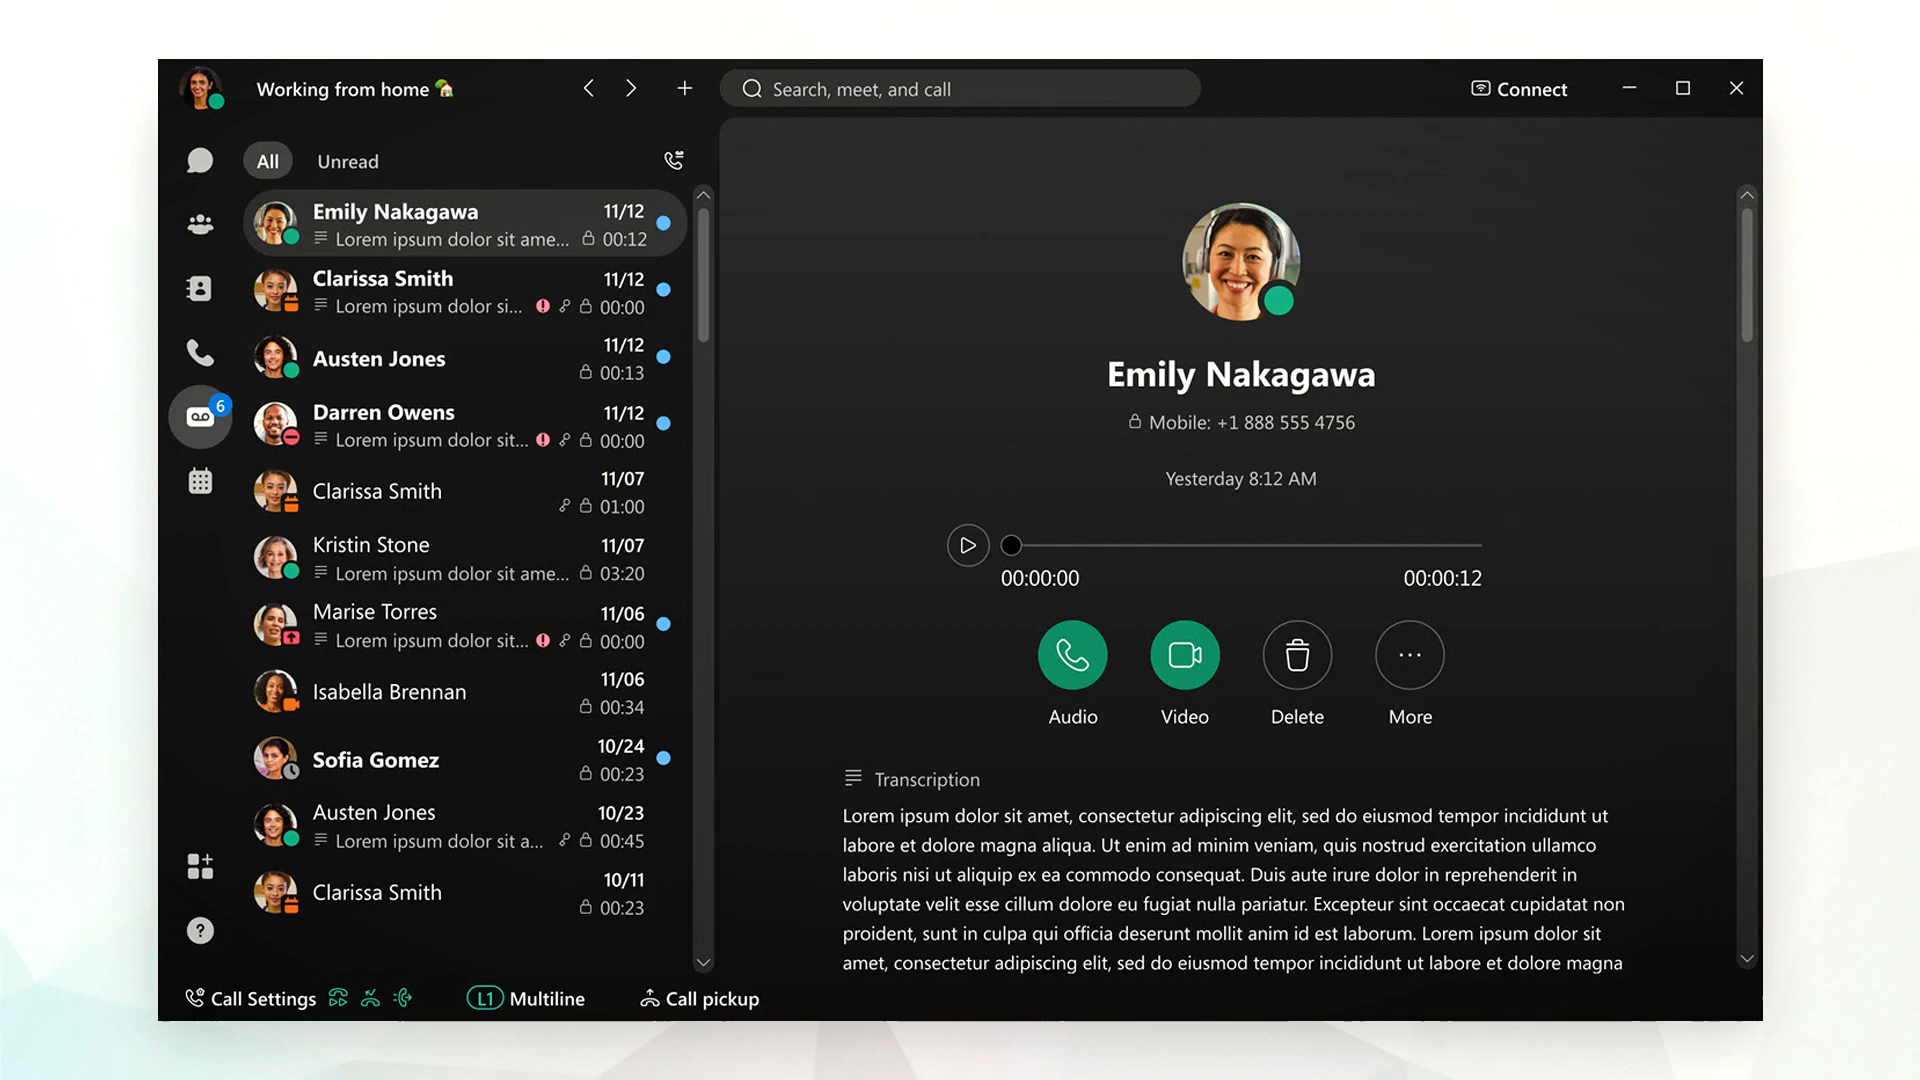 Working from home
Search, meet, and call
Connect
All
Unread
Emily Nakagawa
11/12
Lorem ipsum dolor sit ame...
00:12
Clarissa Smith
11/12
Lorem ipsum dolor si...
00:00
Austen Jones
11/12
00:13
Darren Owens
11/12
Lorem ipsum dolor sit...
00:00
6
Clarissa Smith
11/07
01:00
Kristin Stone
11/07
Lorem ipsum dolor sit ame...
03:20
Marise Torres
11/06
Lorem ipsum dolor sit...
00:00
Isabella Brennan
11/06
00:34
Sofia Gomez
10/24
00:23
Austen Jones
10/23
Lorem ipsum dolor sit a...
00:45
Clarissa Smith
10/11
00:23
Emily Nakagawa
Mobile: +1 888 555 4756
Yesterday 8:12 AM
00:00:00
00:00:12
Audio
Video
Delete
More
Transcription
Lorem ipsum dolor sit amet, consectetur adipiscing elit, sed do eiusmod tempor incididunt ut
labore et dolore magna aliqua. Ut enim ad minim veniam, quis nostrud exercitation ullamco
laboris nisi ut aliquip ex ea commodo consequat. Duis aute irure dolor in reprehenderit in
voluptate velit esse cillum dolore eu fugiat nulla pariatur. Excepteur sint occaecat cupidatat non
proident, sunt in culpa qui officia deserunt mollit anim id est laborum. Lorem ipsum dolor sit
amet, consectetur adipiscing elit, sed do eiusmod tempor incididunt ut labore et dolore magna
Call Settings
L1 Multiline
Call pickup